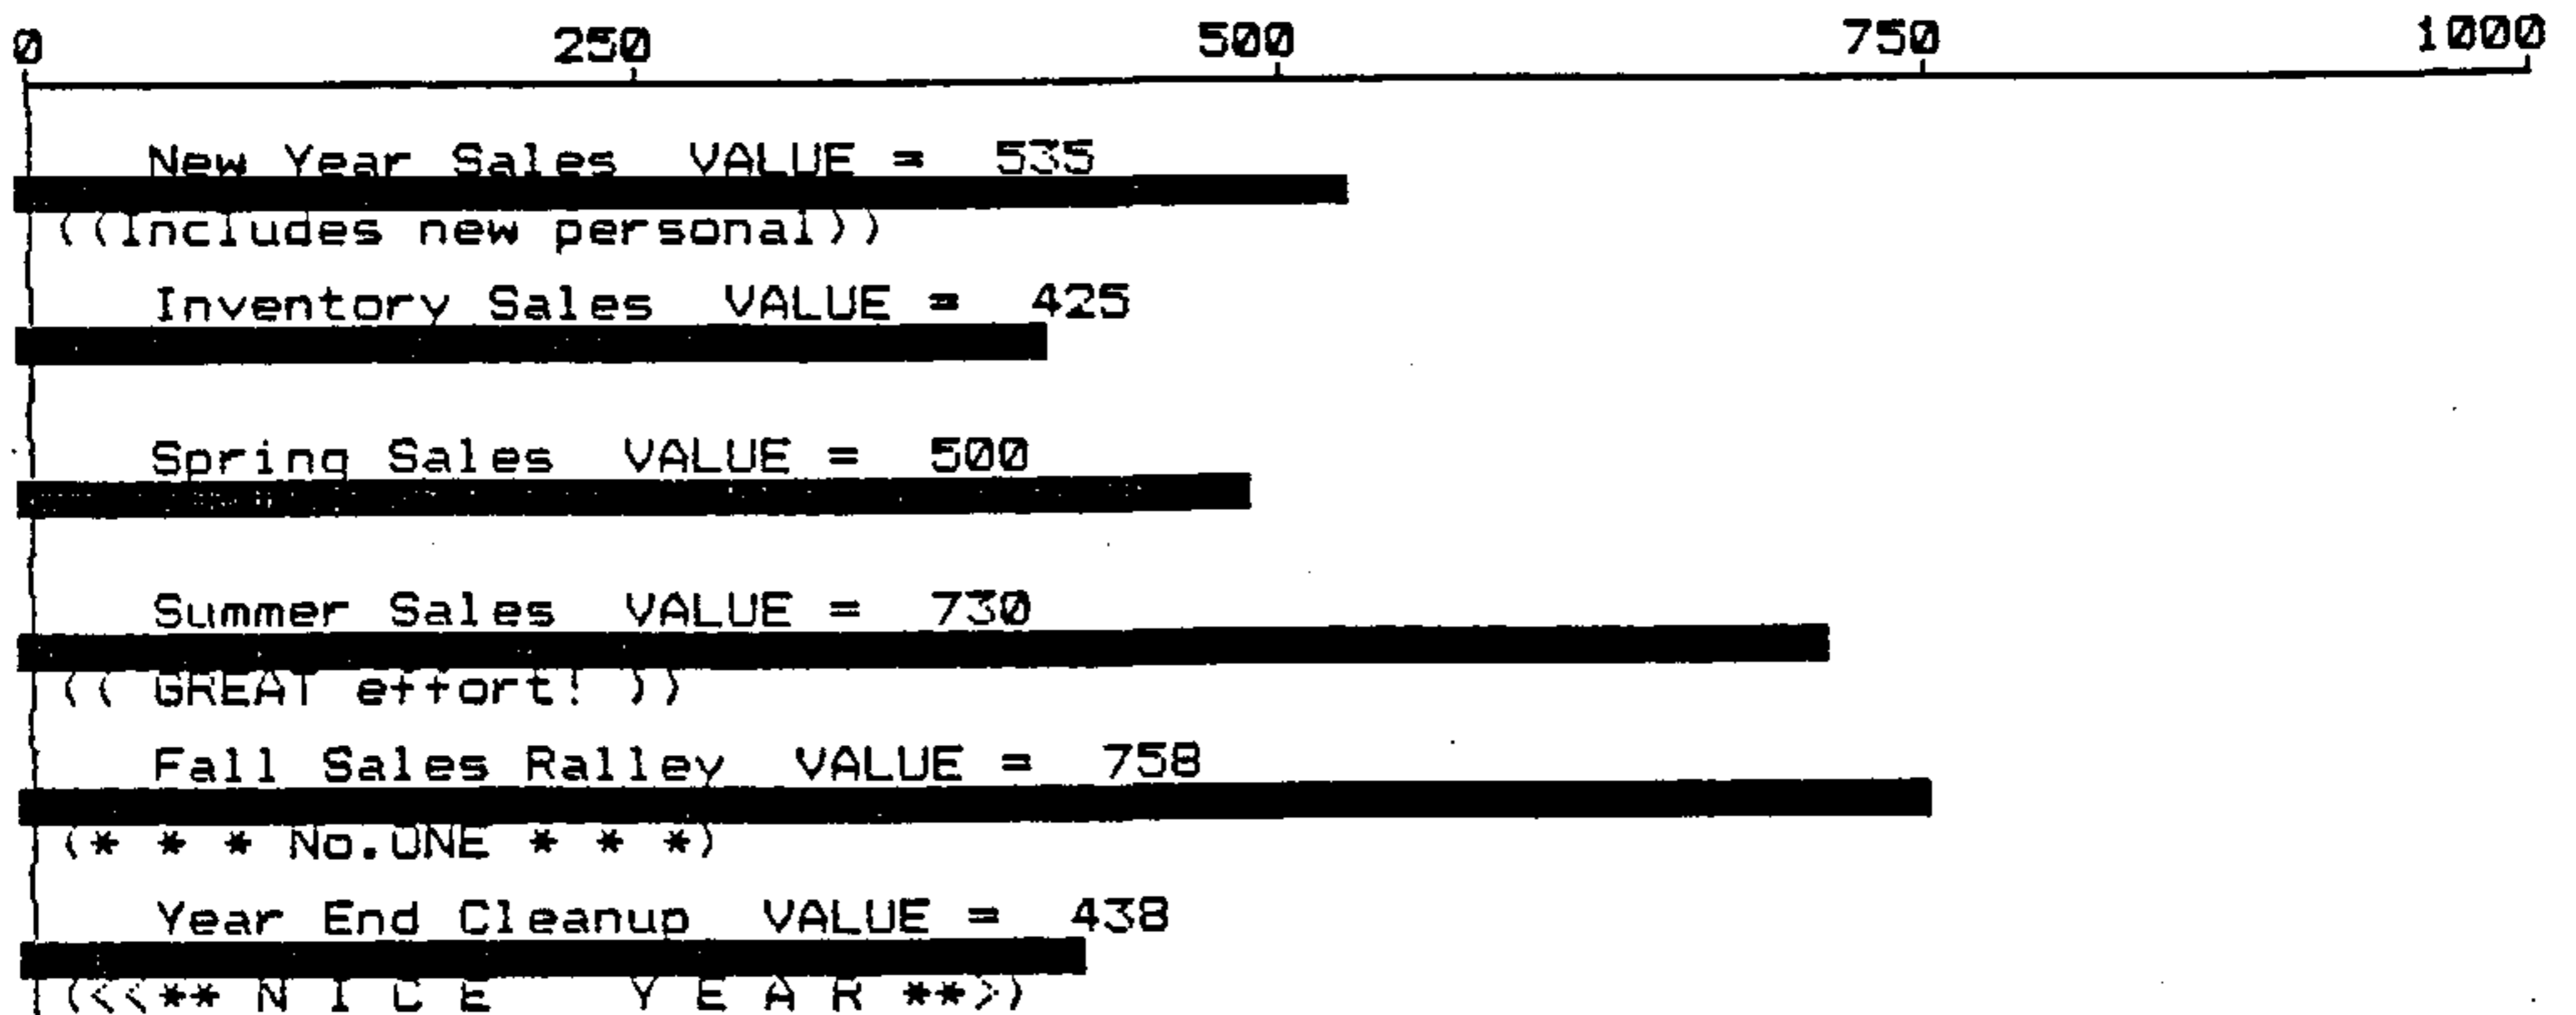 0 250 500 750 1000
New Year Sales VALUE = 535
((Includes new personal))
Inventory Sales VALUE = 425
Spring Sales VALUE = 500
Summer Sales VALUE = 730
(( GREAT effort! ))
Fall Sales Ralley VALUE = 758
(* * * No.ONE * * *)
Year End Cleanup VALUE = 438
(<<** N I C E   Y E A R **>)